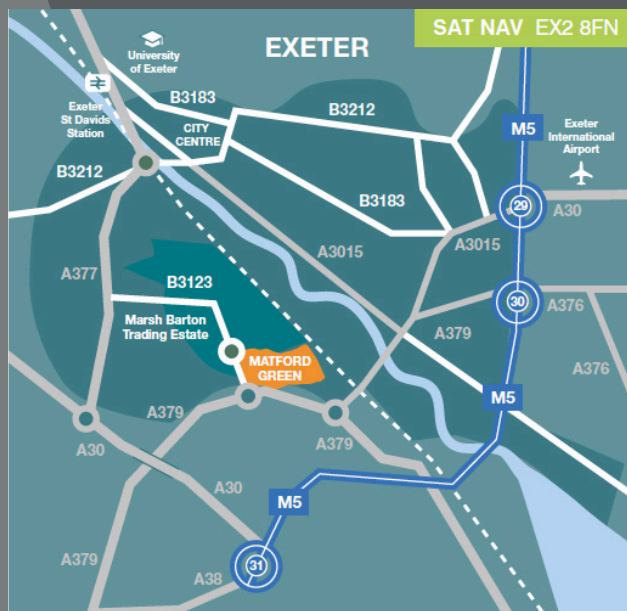 SAT NAV EX2 8FN
EXETER
University
of Exeter
B3183
B3212
M5
Exeter
St Davids
Station
CITY
CENTRE
Exeter
International
Airport
B3212
B3183
29
A30
A3015
A3015
A377
B3123
30
A376
Marsh Barton
Trading Estate
A379
MATFORD
GREEN
A376
M5
A379
A379
A30
A30
M5
A379
A38
31